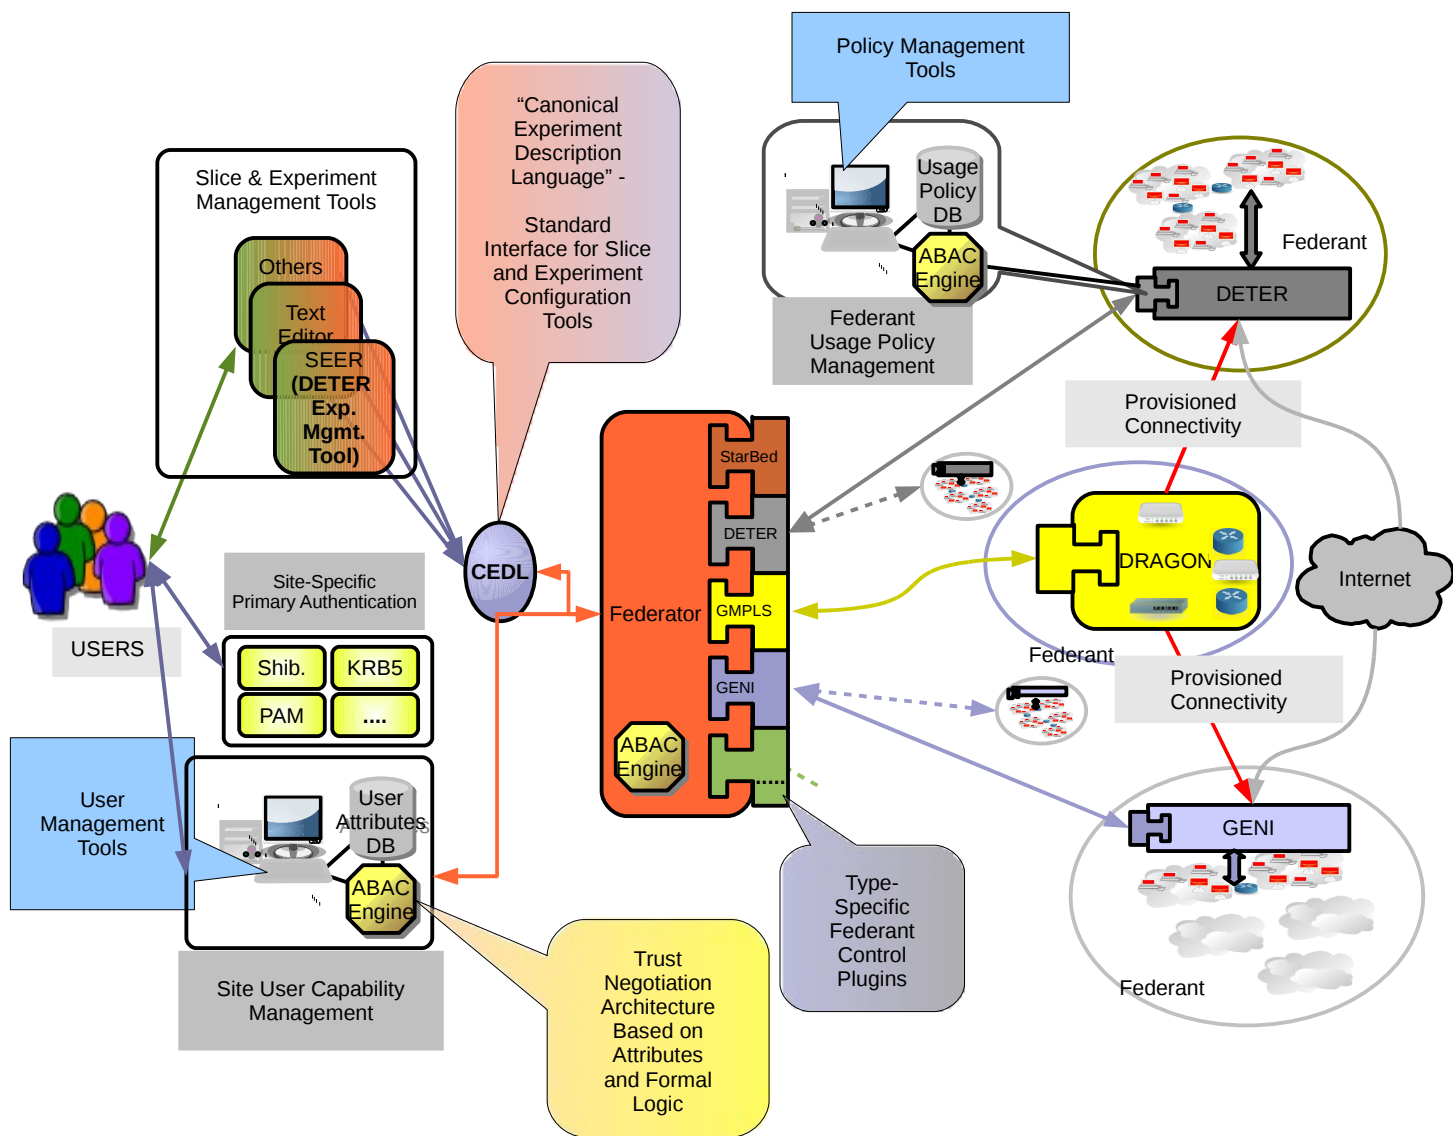 Policy Management
Tools
“Canonical
Experiment
Description
Language” -
Standard
Interface for Slice
and Experiment
Configuration
Tools
Slice & Experiment
Management Tools
Others
Text
Editor
SEER
(DETER
Exp.
Mgmt.
Tool)
Usage
Policy
DB
ABAC
Engine
Federant
Usage Policy
Management
Federant
DETER
Provisioned
Connectivity
StarBed
DETER
GMPLS
GENI
.....
Federator
ABAC
Engine
CEDL
DRAGON
Federant
Internet
Provisioned
Connectivity
USERS
Site-Specific
Primary Authentication
Shib.
KRB5
PAM
....
User
Management
Tools
User
Attributes
DB
ABAC
Engine
Site User Capability
Management
Trust
Negotiation
Architecture
Based on
Attributes
and Formal
Logic
Type-
Specific
Federant
Control
Plugins
GENI
Federant